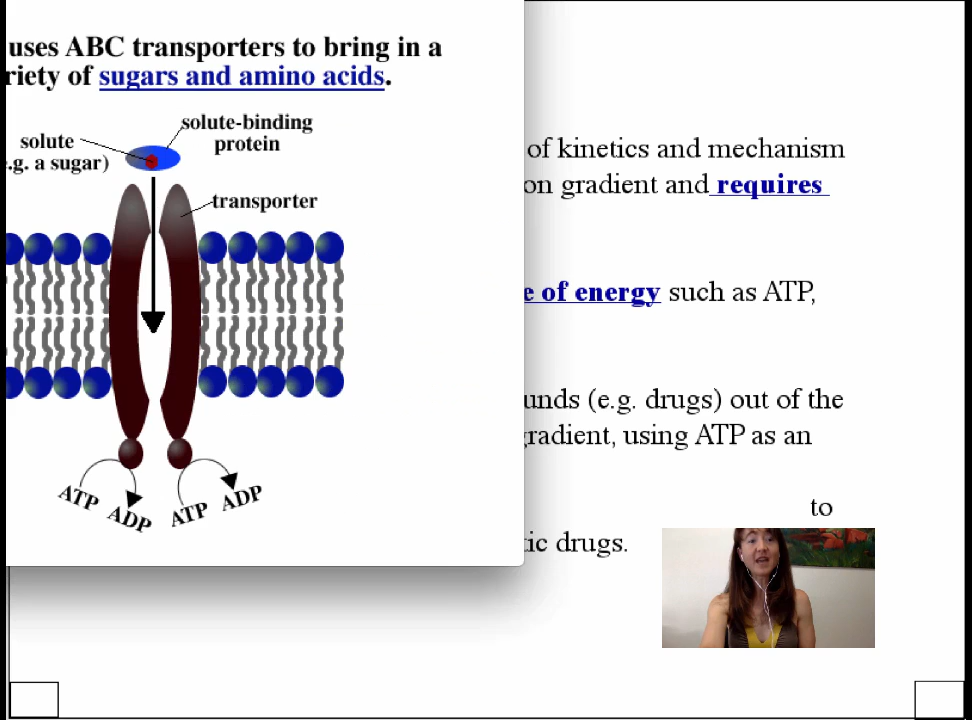 uses ABC transporters to bring in a
riety of sugars and amino acids.
solute
.g. a sugar)
solute-binding
protein
transporter
ATP
ADP
ATP
ADP
of kinetics and mechanism
on gradient and requires
e of energy such as ATP,
unds (e.g. drugs) out of the
gradient, using ATP as an
to
tic drugs.